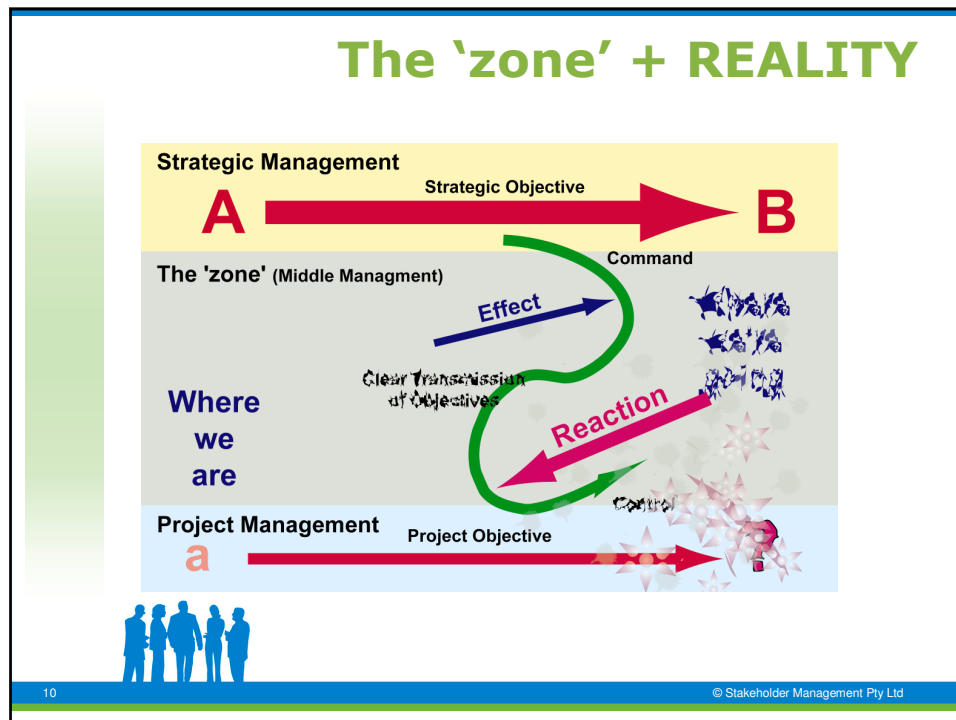 The ‘zone’ + REALITY
Strategic Management
Strategic Objective
A
B
Command
The 'zone' (Middle Managment)
Effect
Clear Transmission
of Objectives
Where
we
are
Reaction
Control
Project Management
Project Objective
a
?
10
© Stakeholder Management Pty Ltd